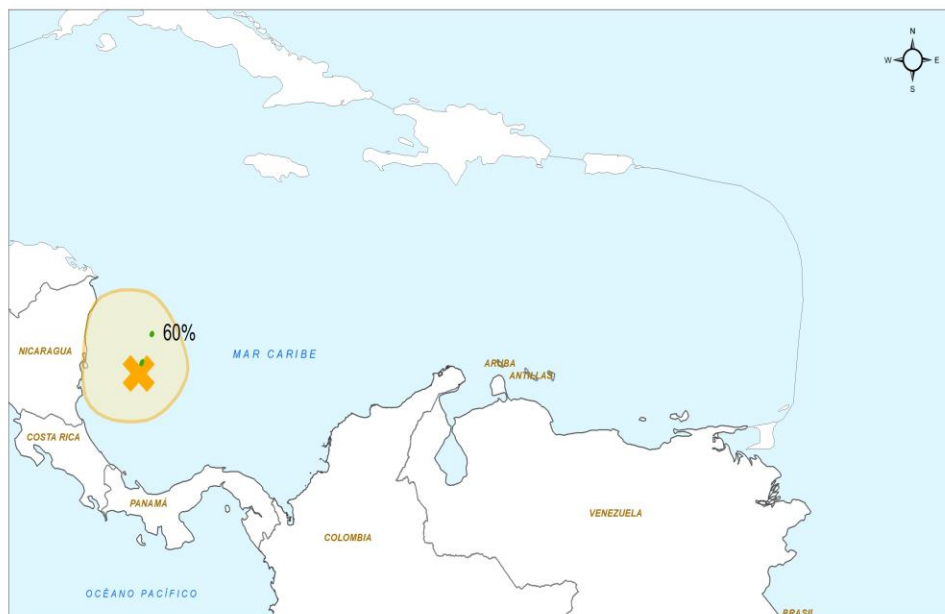 N
W E
S
60%
NICARAGUA
MAR CARIBE
ARUBA
ANTILLAS
COSTA RICA
PANAMÁ
VENEZUELA
COLOMBIA
OCÉANO PACÍFICO
BRASIL